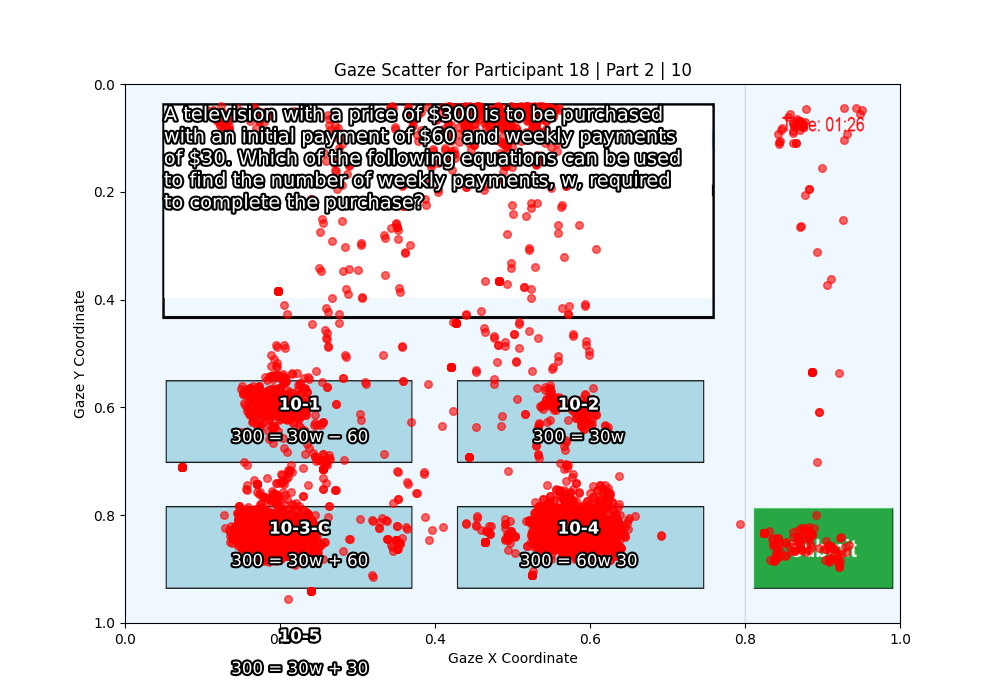 Gaze Scatter for Participant 18 | Part 2 | 10
A television with a price of $300 is to be purchased
with an initial payment of $60 and weekly payments
of $30. Which of the following equations can be used
to find the number of weekly payments, w, required
to complete the purchase?
01:26
10-1
300 = 30w − 60
10-2
300 = 30w
10-3-C
300 = 30w + 60
10-4
300 = 60w 30
10-5
300 = 30w + 30
Gaze X Coordinate
Gaze Y Coordinate
0.0
0.2
0.4
0.6
0.8
1.0
0.0
0.4
0.6
0.8
1.0